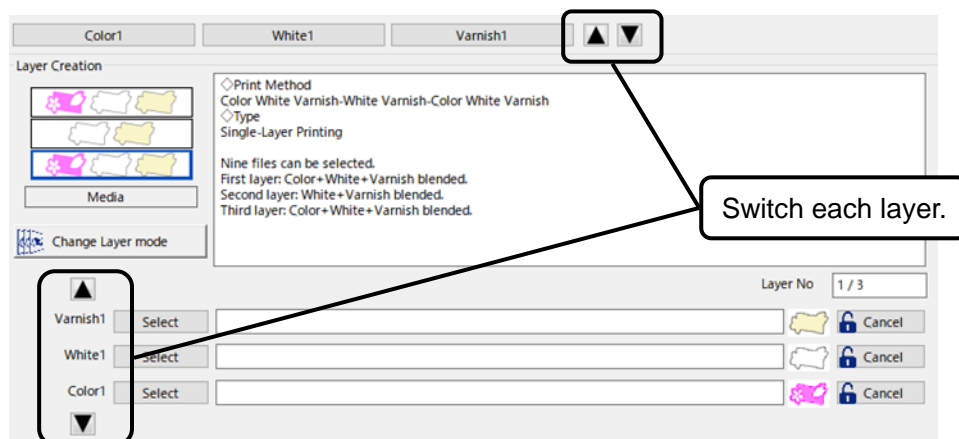 Color1 White1 Varnish1 ▲ ▼
Layer Creation
◇Print Method
Color White Varnish-White Varnish-Color White Varnish
◇Type
Single-Layer Printing
Nine files can be selected.
First layer: Color+White+Varnish blended.
Second layer: White+Varnish blended.
Third layer: Color+White+Varnish blended.
Media
Change Layer mode
Switch each layer.
Layer No 1 / 3
▲
Varnish1 Select Cancel
White1 Select Cancel
Color1 Select Cancel
▼